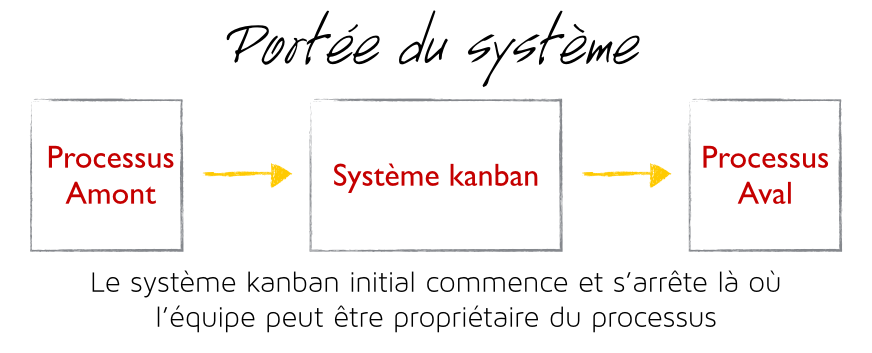 Portée du système
Processus
Amont
Système kanban
Processus
Aval
Le système kanban initial commence et s’arrête là où
l’équipe peut être propriétaire du processus